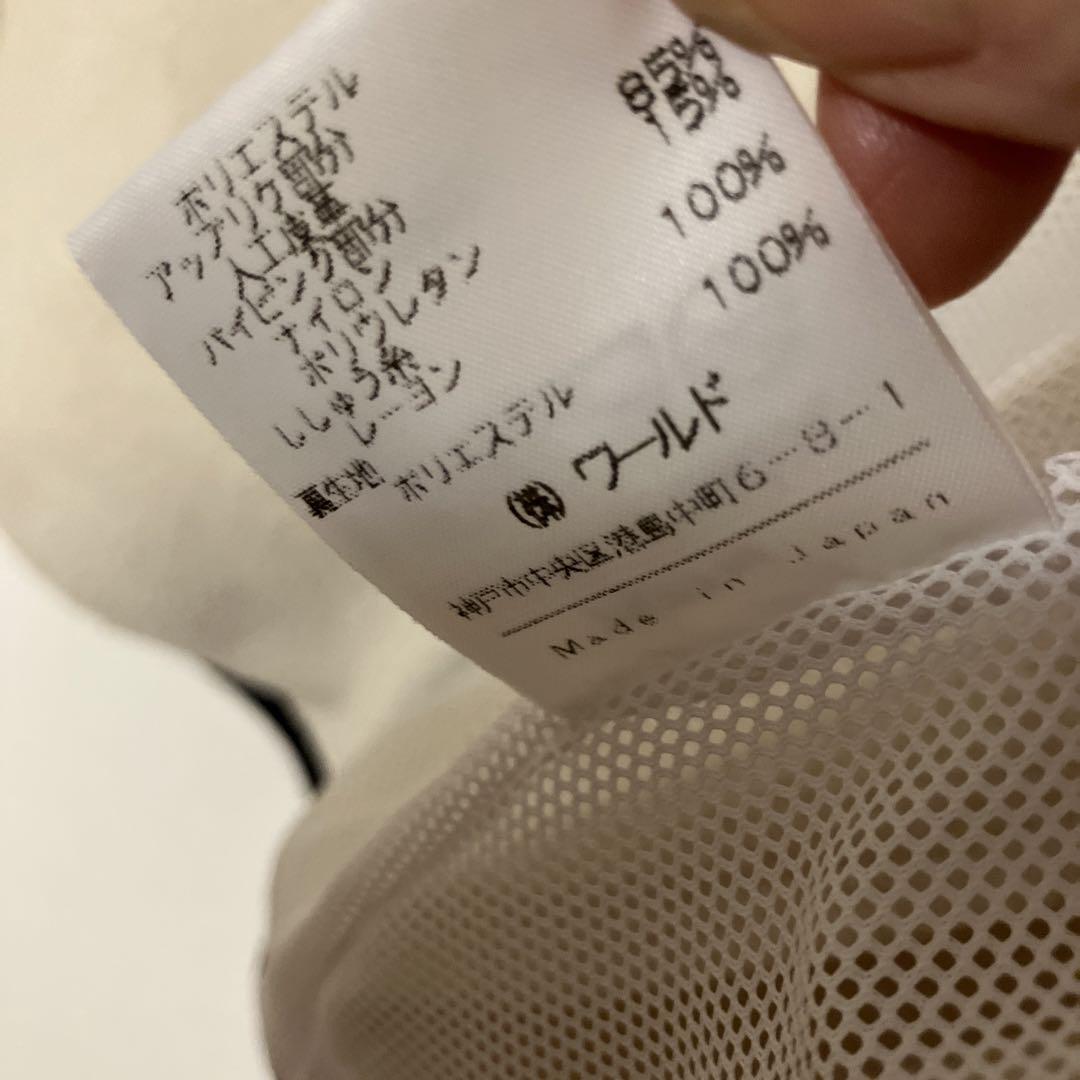 ポリエステル
アップリケ部分
人工皮革
パイピング部分
ナイロン 85%
ポリウレタン 15%
ししゅう糸
レーヨン 100%
裏生地 ポリエステル 100%
㈱ワールド
神戸市中央区港島中町6-8-1
Made in Japan